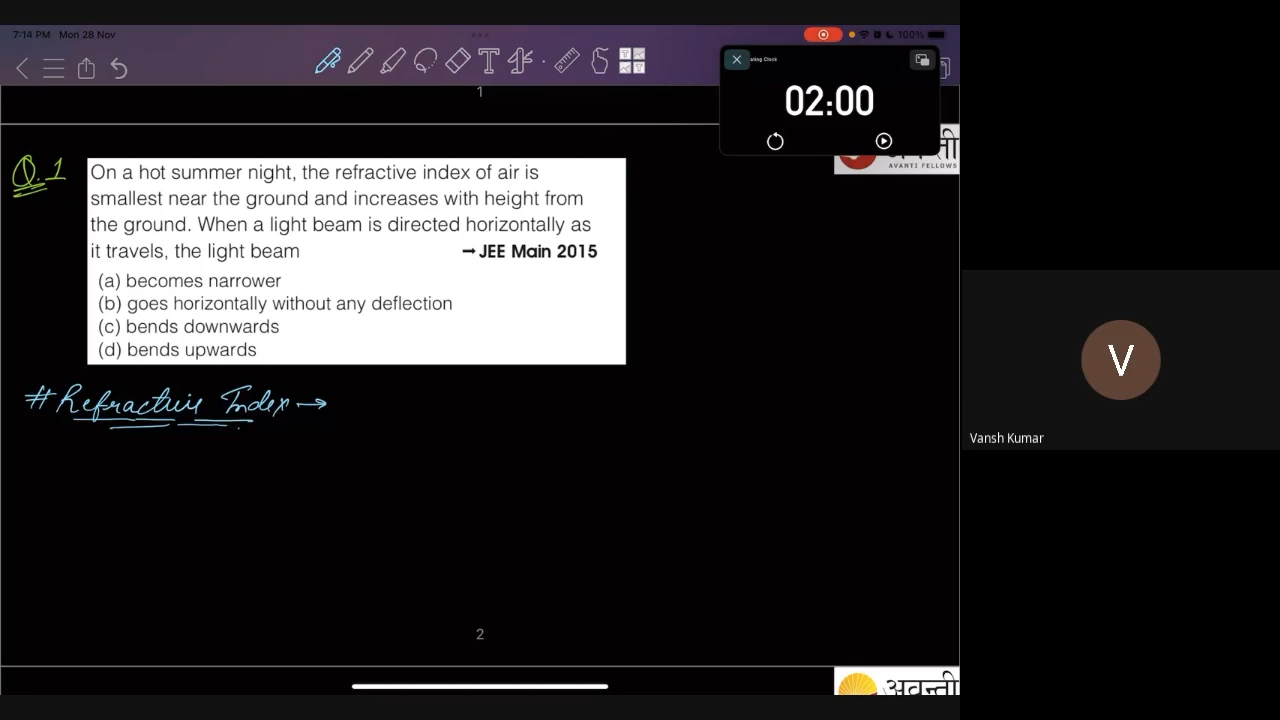 7:14 PM Mon 28 Nov
100%
1
02:00
AVANTI FELLOWS
Q.1
On a hot summer night, the refractive index of air is
smallest near the ground and increases with height from
the ground. When a light beam is directed horizontally as
it travels, the light beam → JEE Main 2015
(a) becomes narrower
(b) goes horizontally without any deflection
(c) bends downwards
(d) bends upwards
# Refractive Index →
V
Vansh Kumar
2
अवन्ती